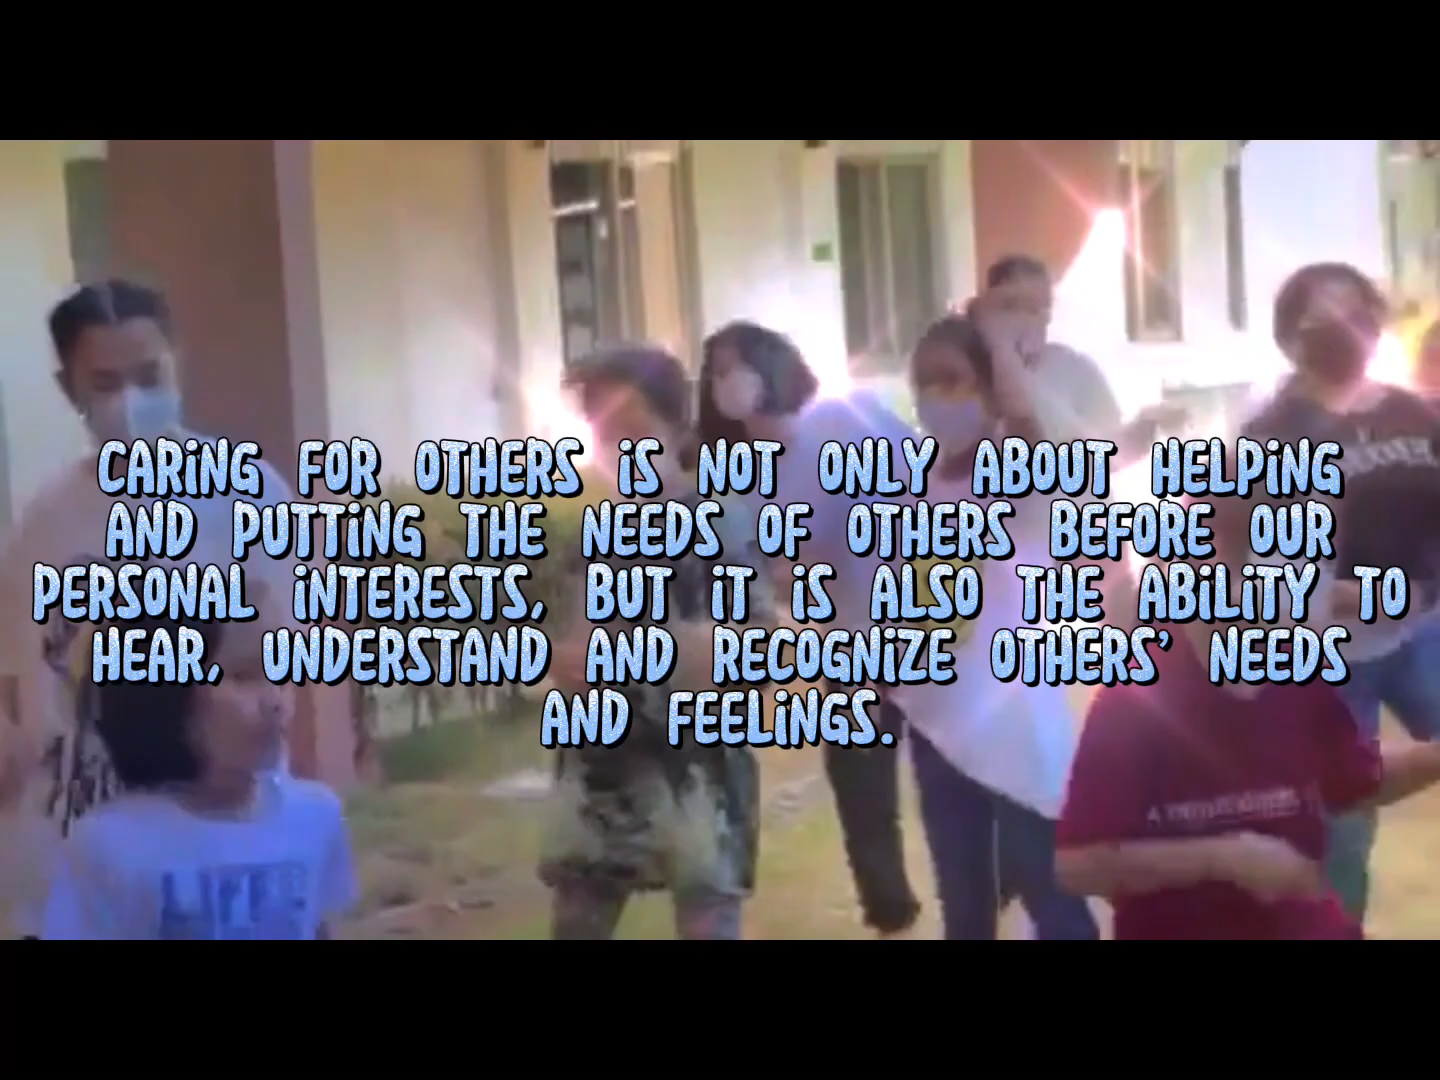 CARING FOR OTHERS IS NOT ONLY ABOUT HELPING
AND PUTTING THE NEEDS OF OTHERS BEFORE OUR
PERSONAL INTERESTS, BUT IT IS ALSO THE ABILITY TO
HEAR, UNDERSTAND AND RECOGNIZE OTHERS' NEEDS
AND FEELINGS.
LIFE